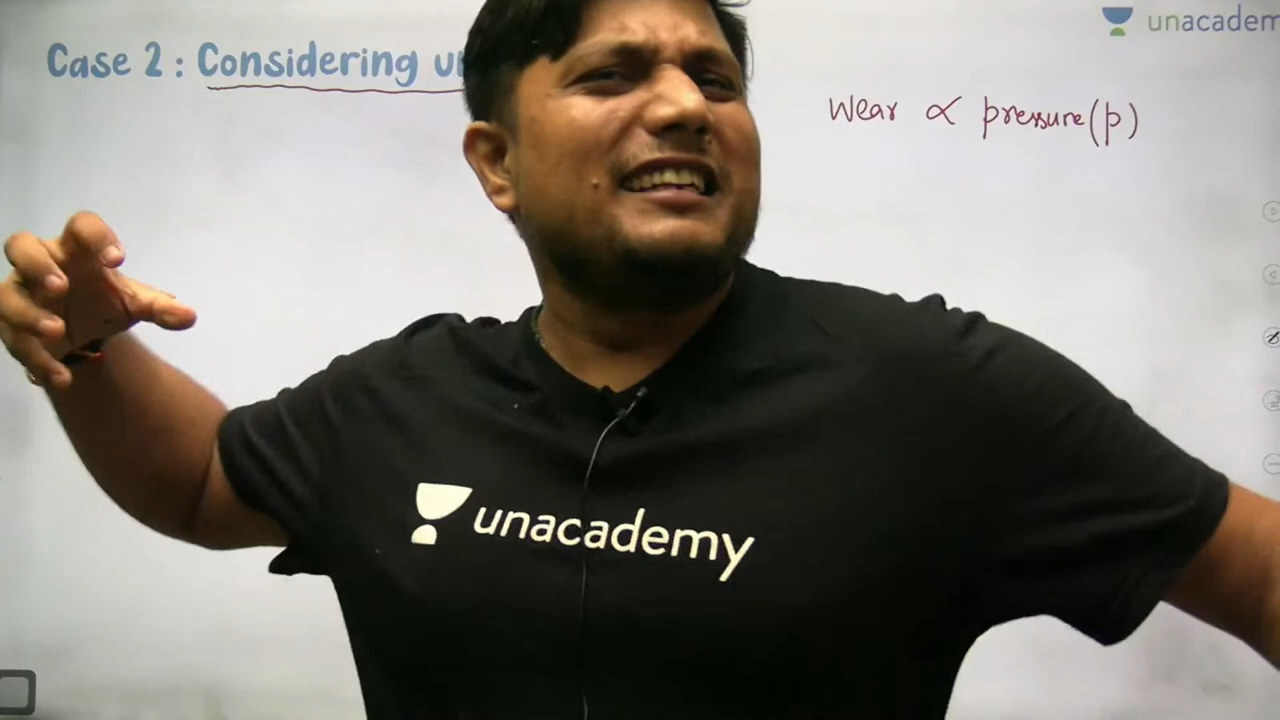 Case 2 : Considering
unacadem
Wear ∝ pressure(p)
unacademy